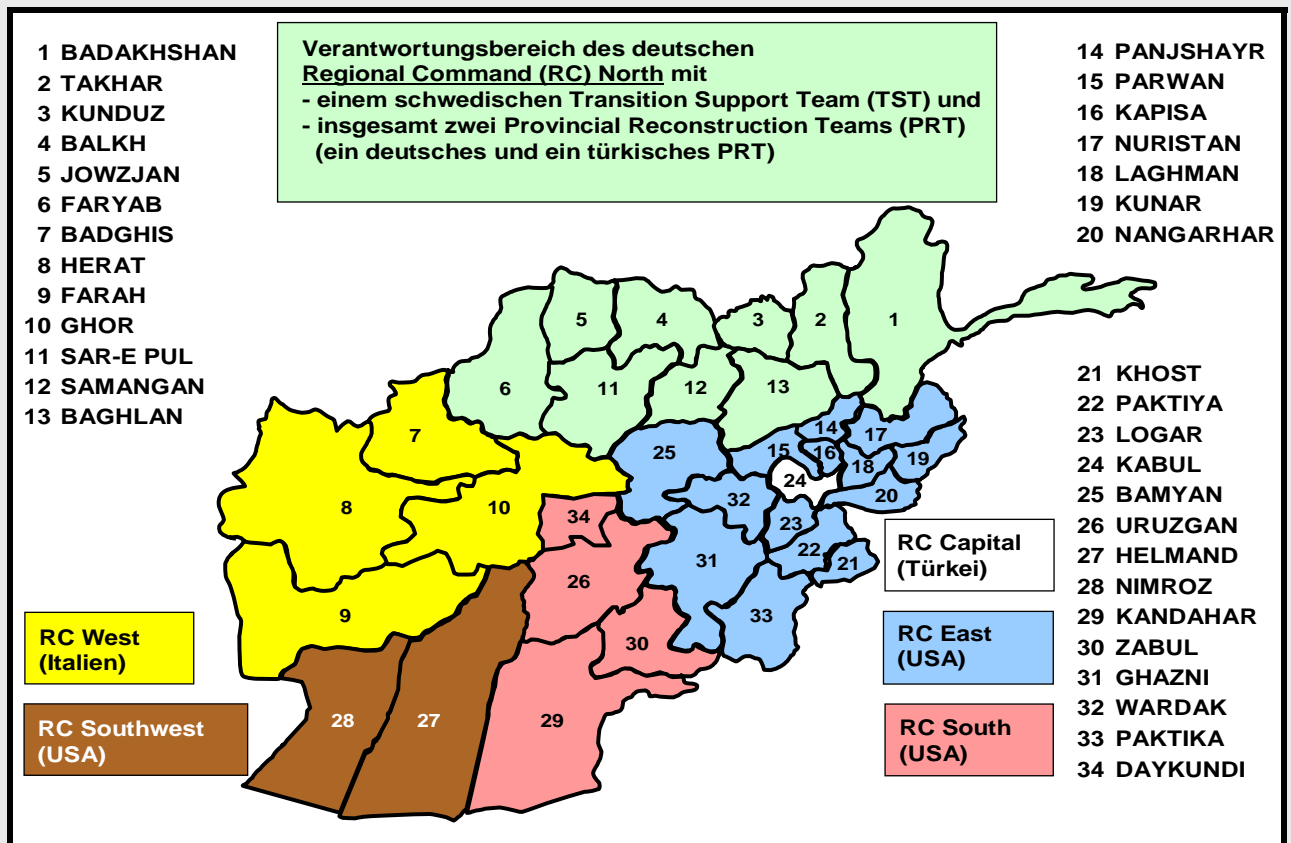 1 BADAKHSHAN
2 TAKHAR
3 KUNDUZ
4 BALKH
5 JOWZJAN
6 FARYAB
7 BADGHIS
8 HERAT
9 FARAH
10 GHOR
11 SAR-E PUL
12 SAMANGAN
13 BAGHLAN
Verantwortungsbereich des deutschen
Regional Command (RC) North mit
- einem schwedischen Transition Support Team (TST) und
- insgesamt zwei Provincial Reconstruction Teams (PRT)
(ein deutsches und ein türkisches PRT)
14 PANJSHAYR
15 PARWAN
16 KAPISA
17 NURISTAN
18 LAGHMAN
19 KUNAR
20 NANGARHAR
21 KHOST
22 PAKTIYA
23 LOGAR
24 KABUL
25 BAMYAN
26 URUZGAN
27 HELMAND
28 NIMROZ
29 KANDAHAR
30 ZABUL
31 GHAZNI
32 WARDAK
33 PAKTIKA
34 DAYKUNDI
5
4
3
2
1
6
11
12
13
7
25
14
17
15
16
18
19
24
20
8
10
34
32
23
22
21
26
31
9
30
33
28
27
29
RC West
(Italien)
RC Southwest
(USA)
RC Capital
(Türkei)
RC East
(USA)
RC South
(USA)